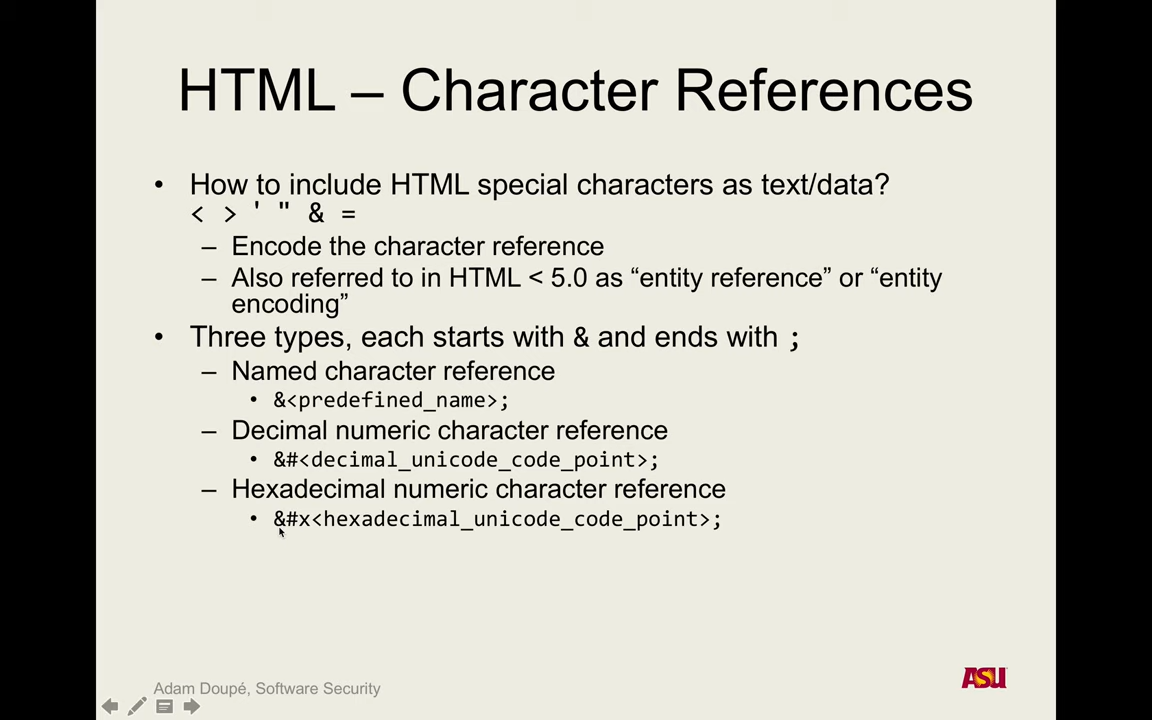 HTML – Character References
• How to include HTML special characters as text/data?
< > ' " & =
– Encode the character reference
– Also referred to in HTML < 5.0 as “entity reference” or “entity
encoding”
• Three types, each starts with & and ends with ;
– Named character reference
• &<predefined_name>;
– Decimal numeric character reference
• &#<decimal_unicode_code_point>;
– Hexadecimal numeric character reference
• &#x<hexadecimal_unicode_code_point>;
Adam Doupé, Software Security
ASU